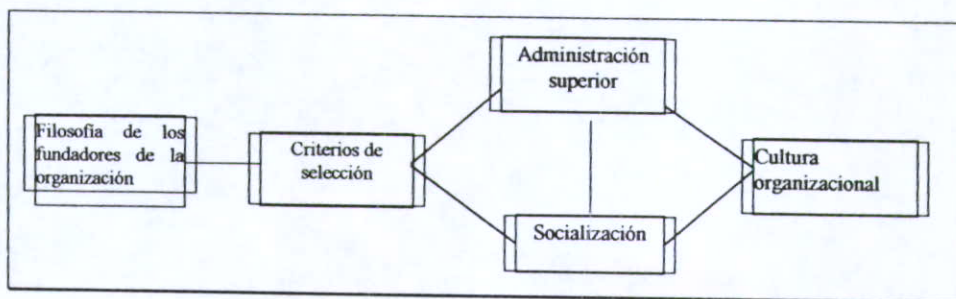 Filosofía de los
fundadores de la
organización
Criterios de
selección
Administración
superior
Socialización
Cultura
organizacional